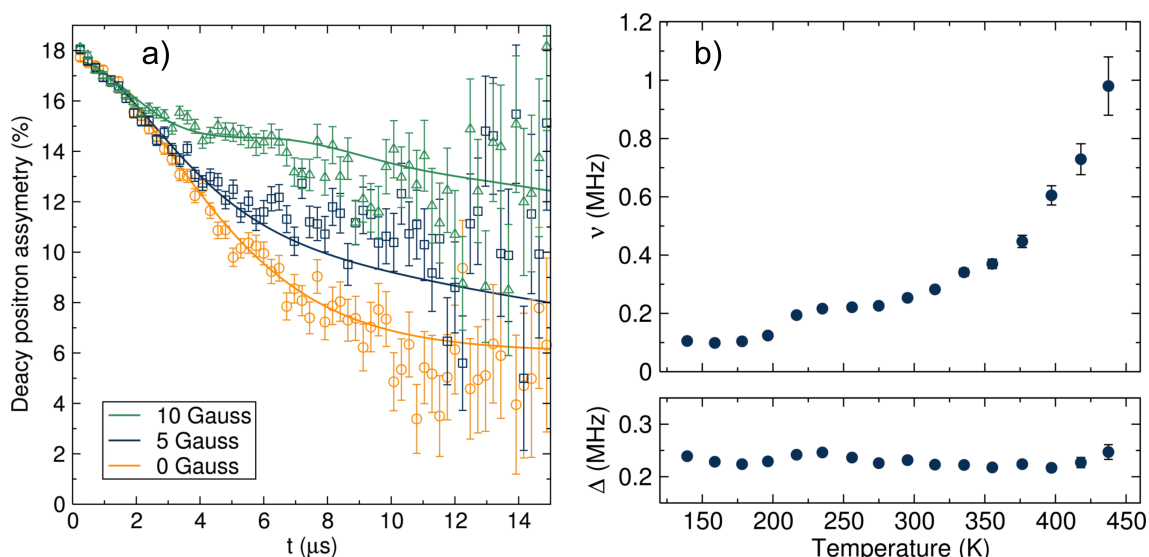 a)
Deacy positron assymetry (%)
18
16
14
12
10
8
6
4
2
0
10 Gauss
5 Gauss
0 Gauss
0 2 4 6 8 10 12 14
t (μs)
b)
ν (MHz)
1.2
1
0.8
0.6
0.4
0.2
0
Δ (MHz)
0.3
0.2
150 200 250 300 350 400 450
Temperature (K)